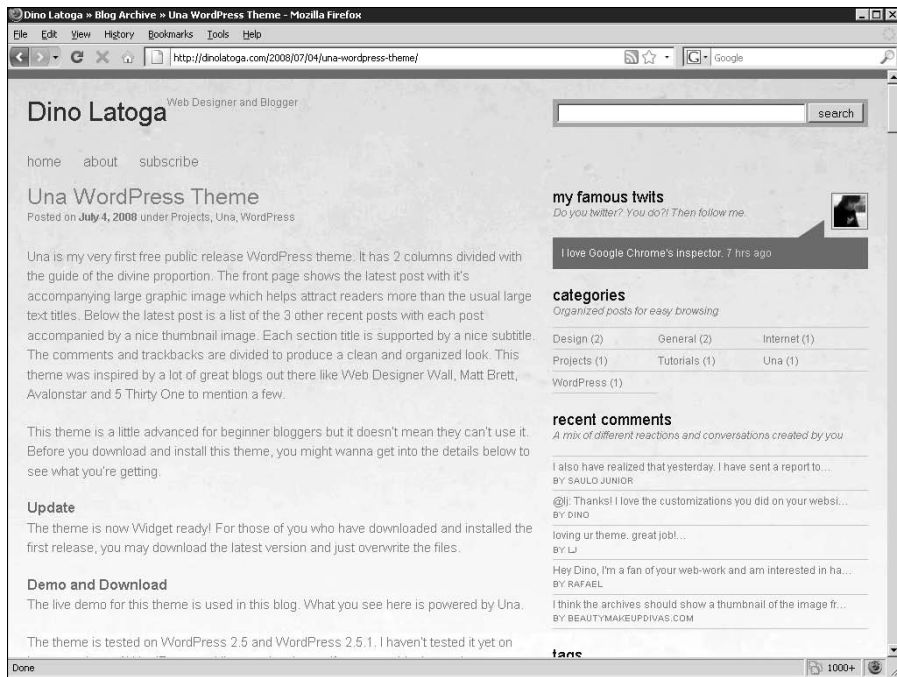 Dino Latoga » Blog Archive » Una WordPress Theme - Mozilla Firefox
File Edit View History Bookmarks Tools Help
http://dinolatoga.com/2008/07/04/una-wordpress-theme/
G Google
Dino Latoga Web Designer and Blogger
search
home about subscribe
Una WordPress Theme
Posted on July 4, 2008 under Projects, Una, WordPress
Una is my very first free public release WordPress theme. It has 2 columns divided with
the guide of the divine proportion. The front page shows the latest post with it's
accompanying large graphic image which helps attract readers more than the usual large
text titles. Below the latest post is a list of the 3 other recent posts with each post
accompanied by a nice thumbnail image. Each section title is supported by a nice subtitle.
The comments and trackbacks are divided to produce a clean and organized look. This
theme was inspired by a lot of great blogs out there like Web Designer Wall, Matt Brett,
Avalonstar and 5 Thirty One to mention a few.
This theme is a little advanced for beginner bloggers but it doesn't mean they can't use it.
Before you download and install this theme, you might wanna get into the details below to
see what you're getting.
Update
The theme is now Widget ready! For those of you who have downloaded and installed the
first release, you may download the latest version and just overwrite the files.
Demo and Download
The live demo for this theme is used in this blog. What you see here is powered by Una.
The theme is tested on WordPress 2.5 and WordPress 2.5.1. I haven't tested it yet on
my famous twits
Do you twitter? You do?! Then follow me.
I love Google Chrome's inspector. 7 hrs ago
categories
Organized posts for easy browsing
Design (2) General (2) Internet (1)
Projects (1) Tutorials (1) Una (1)
WordPress (1)
recent comments
A mix of different reactions and conversations created by you
I also have realized that yesterday. I have sent a report to...
BY SAULO JUNIOR
@lj: Thanks! I love the customizations you did on your websi...
BY DINO
loving ur theme. great job!...
BY LJ
Hey Dino, I'm a fan of your web-work and am interested in ha...
BY RAFAEL
I think the archives should show a thumbnail of the image fr...
BY BEAUTYMAKEUPDIVAS.COM
tags
Done
1000+